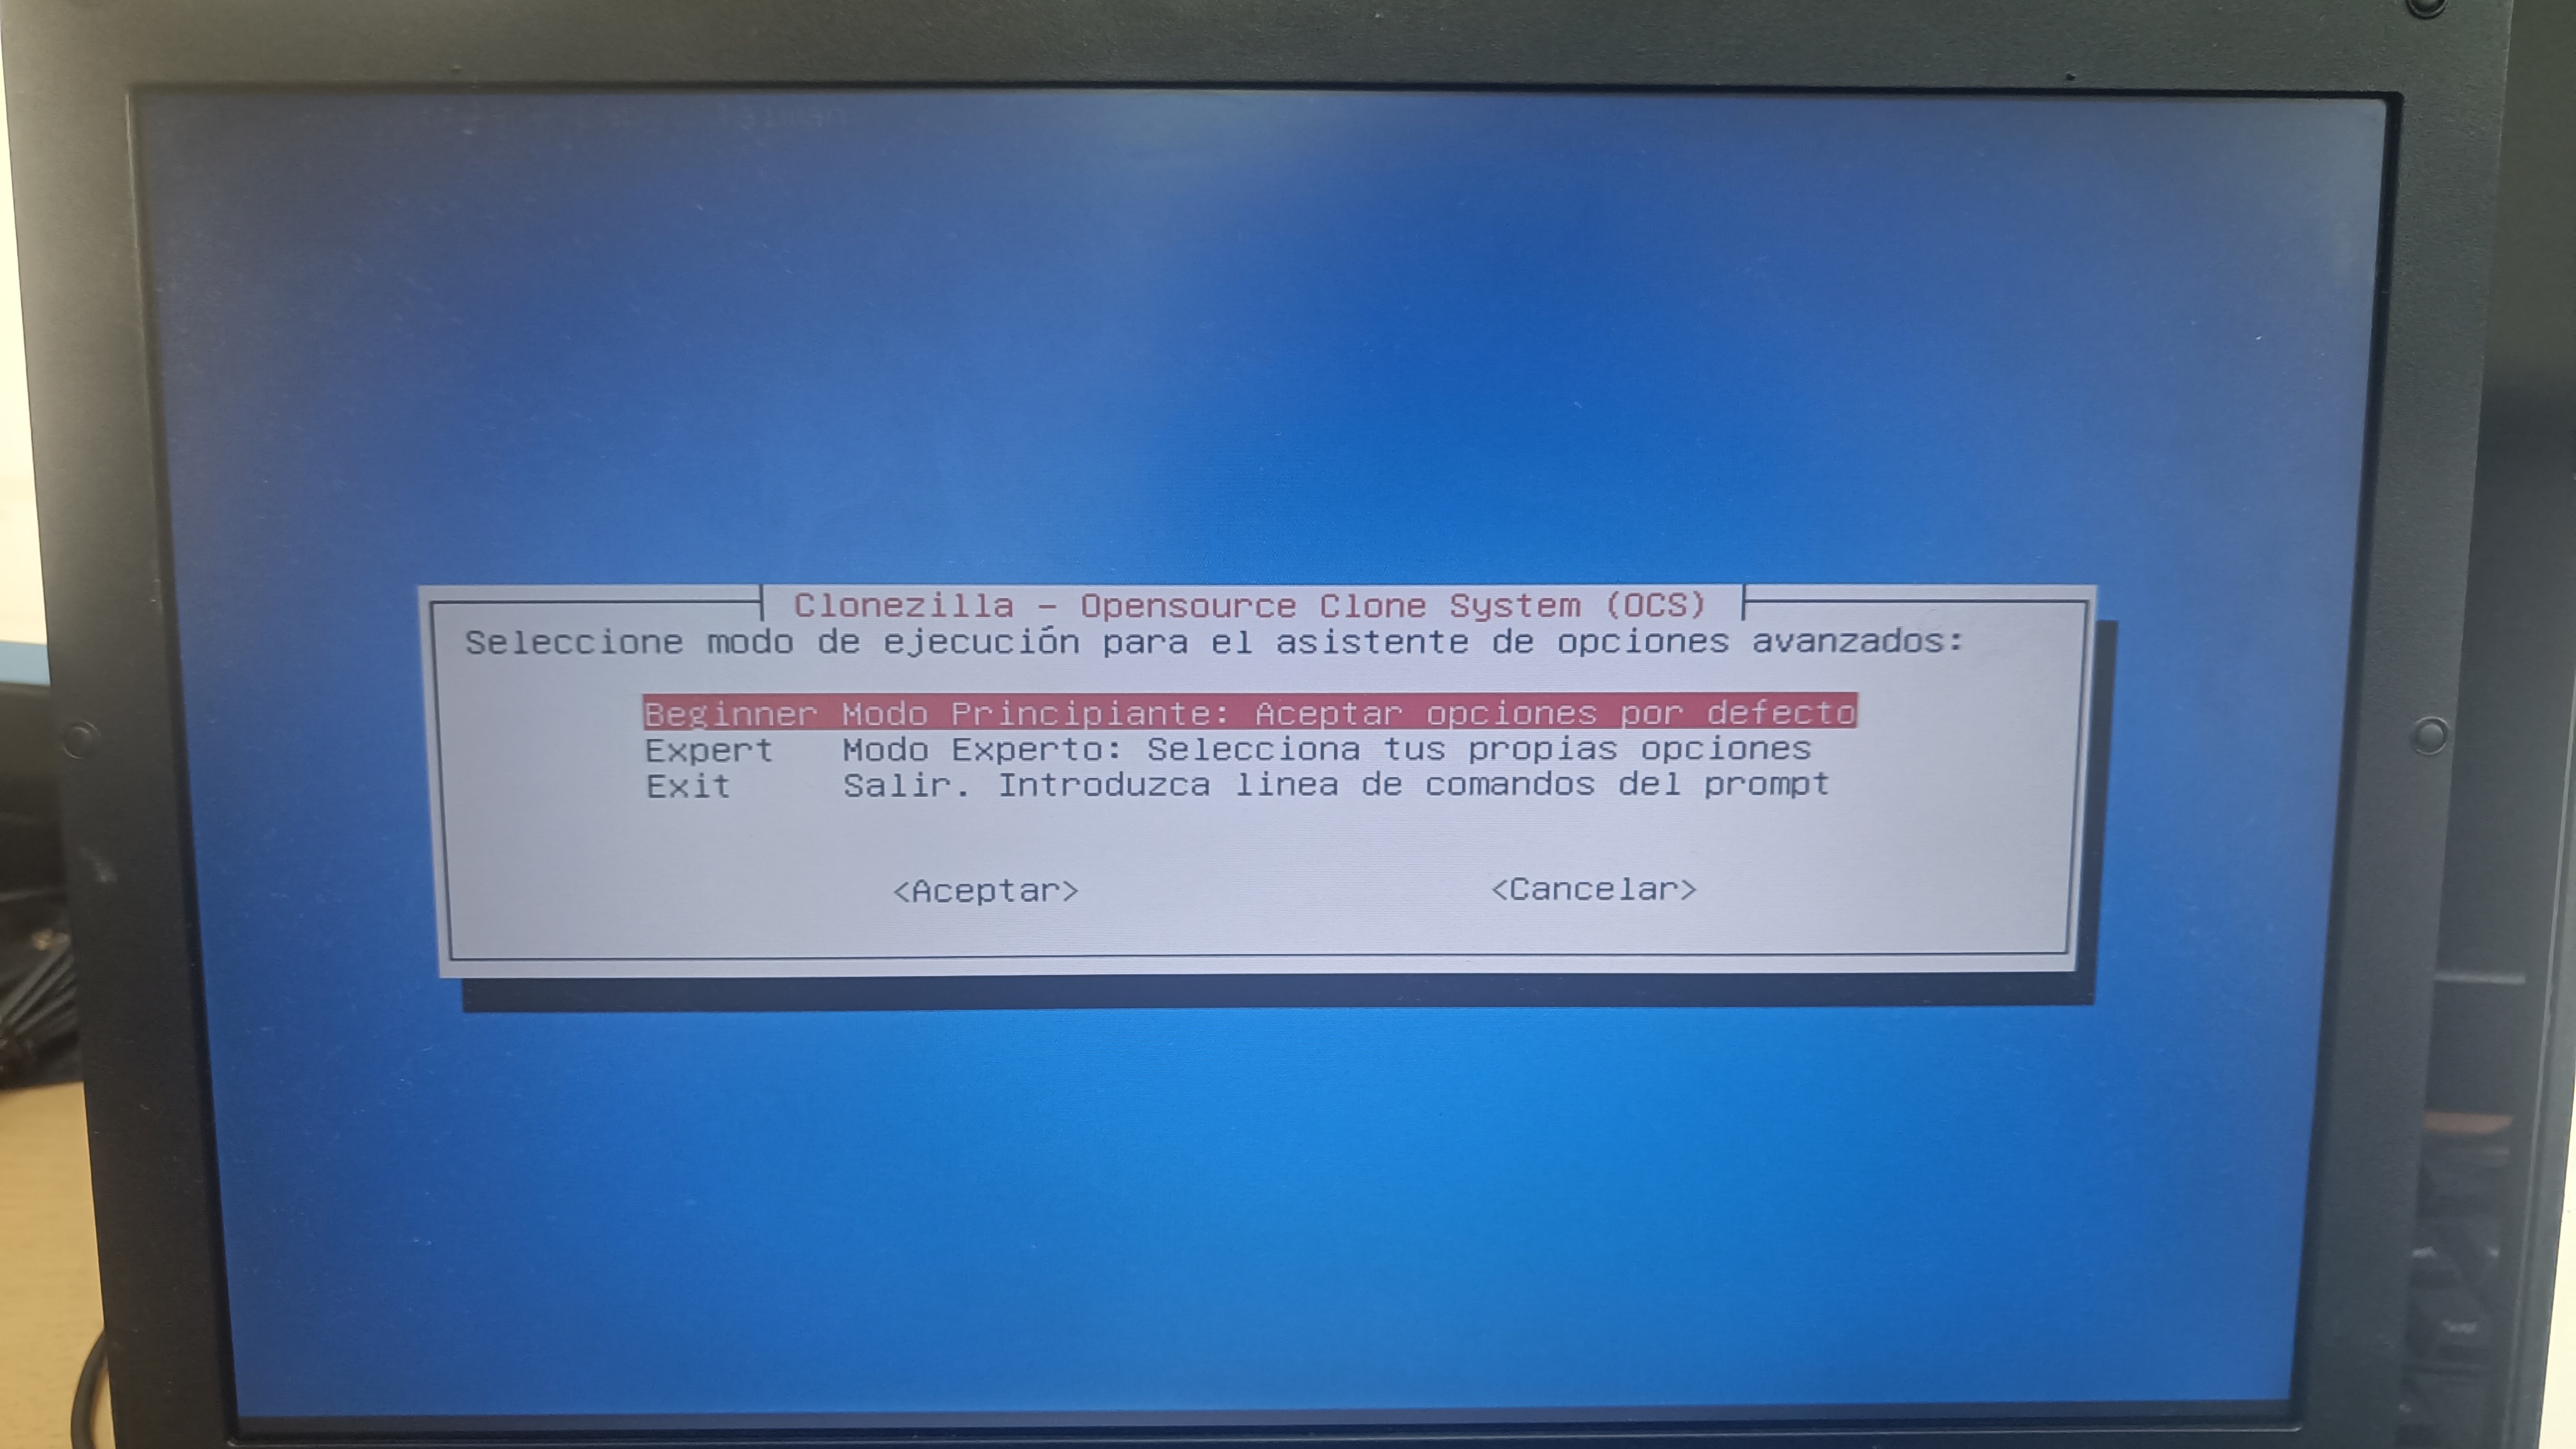 Clonezilla - Opensource Clone System (OCS)
Seleccione modo de ejecución para el asistente de opciones avanzados:
Beginner Modo Principiante: Aceptar opciones por defecto
Expert Modo Experto: Selecciona tus propias opciones
Exit Salir. Introduzca linea de comandos del prompt
<Aceptar> <Cancelar>